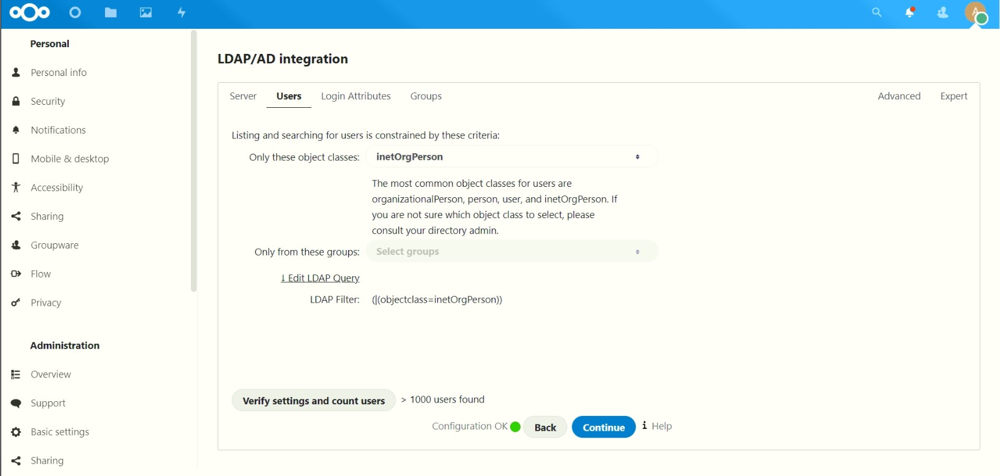 A
Personal
Personal info
Security
Notifications
Mobile & desktop
Accessibility
Sharing
Groupware
Flow
Privacy
Administration
Overview
Support
Basic settings
Sharing
LDAP/AD integration
Server Users Login Attributes Groups Advanced Expert
Listing and searching for users is constrained by these criteria:
Only these object classes: inetOrgPerson
The most common object classes for users are
organizationalPerson, person, user, and inetOrgPerson. If
you are not sure which object class to select, please
consult your directory admin.
Only from these groups: Select groups
↓ Edit LDAP Query
LDAP Filter: (|(objectclass=inetOrgPerson))
Verify settings and count users > 1000 users found
Configuration OK Back Continue i Help